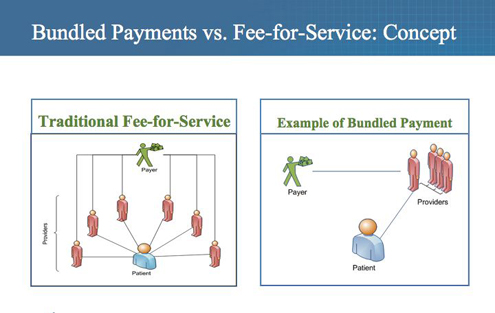 Bundled Payments vs. Fee-for-Service: Concept
Traditional Fee-for-Service
Payer
Providers
Patient
Example of Bundled Payment
Payer
Providers
Patient